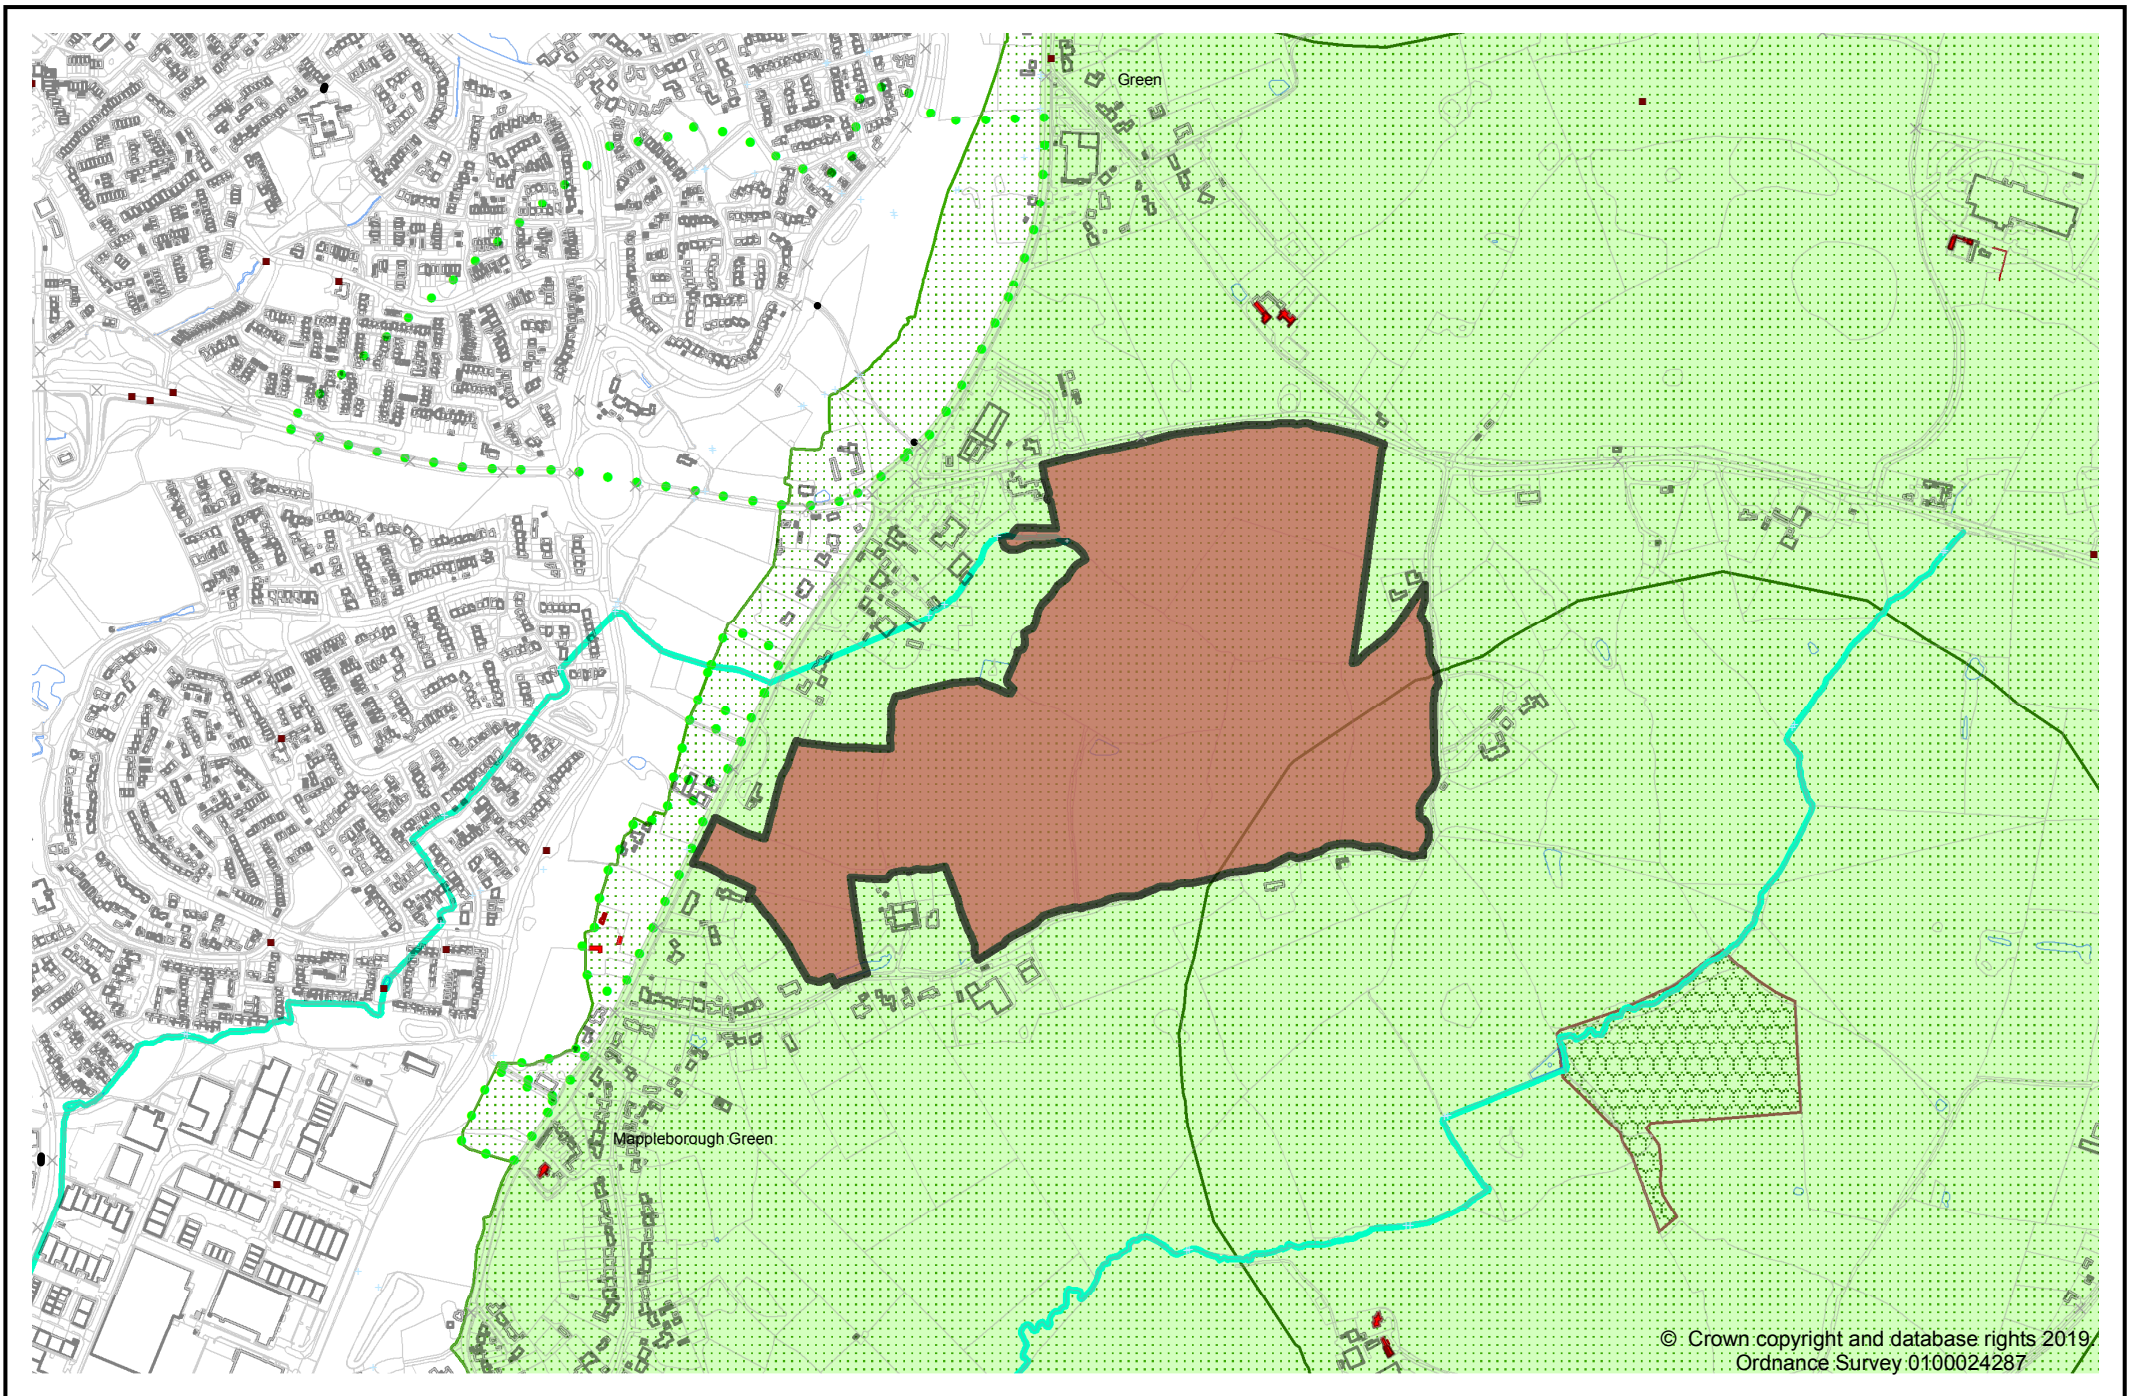 Green
Mappleborough Green
© Crown copyright and database rights 2019
Ordnance Survey 0100024287